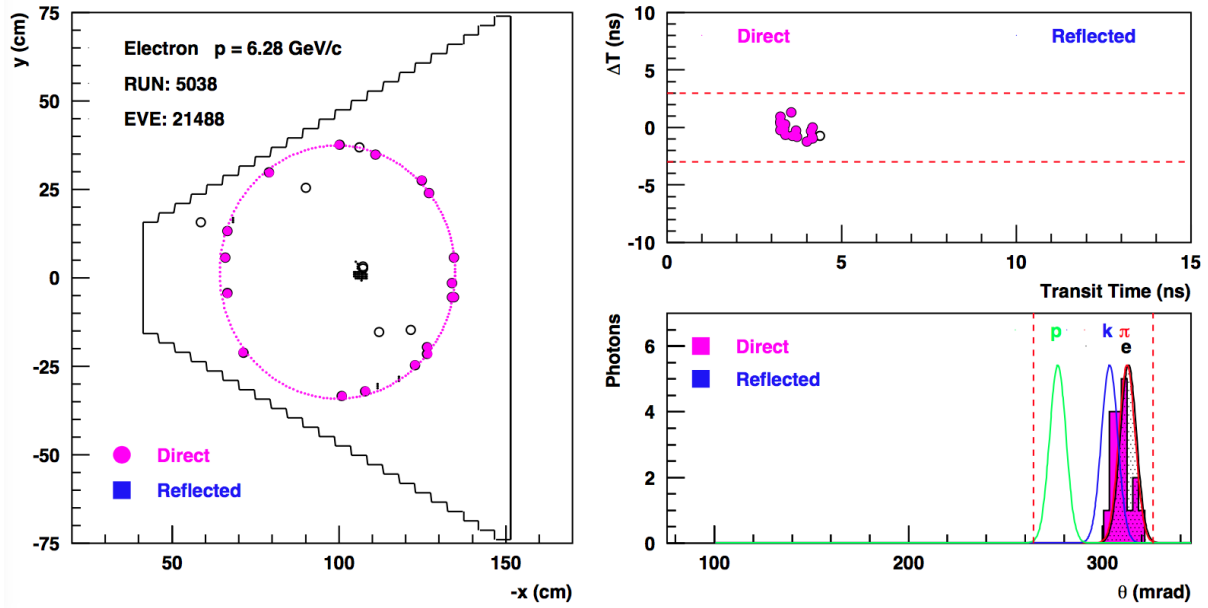 y (cm)
75
50
25
0
-25
-50
-75
Electron p = 6.28 GeV/c
RUN: 5038
EVE: 21488
Direct
Reflected
50
100
150
-x (cm)
ΔT (ns)
10
5
0
-5
-10
Direct
Reflected
0
5
10
15
Transit Time (ns)
Photons
6
4
2
0
Direct
Reflected
p
k
π
e
100
200
300
θ (mrad)